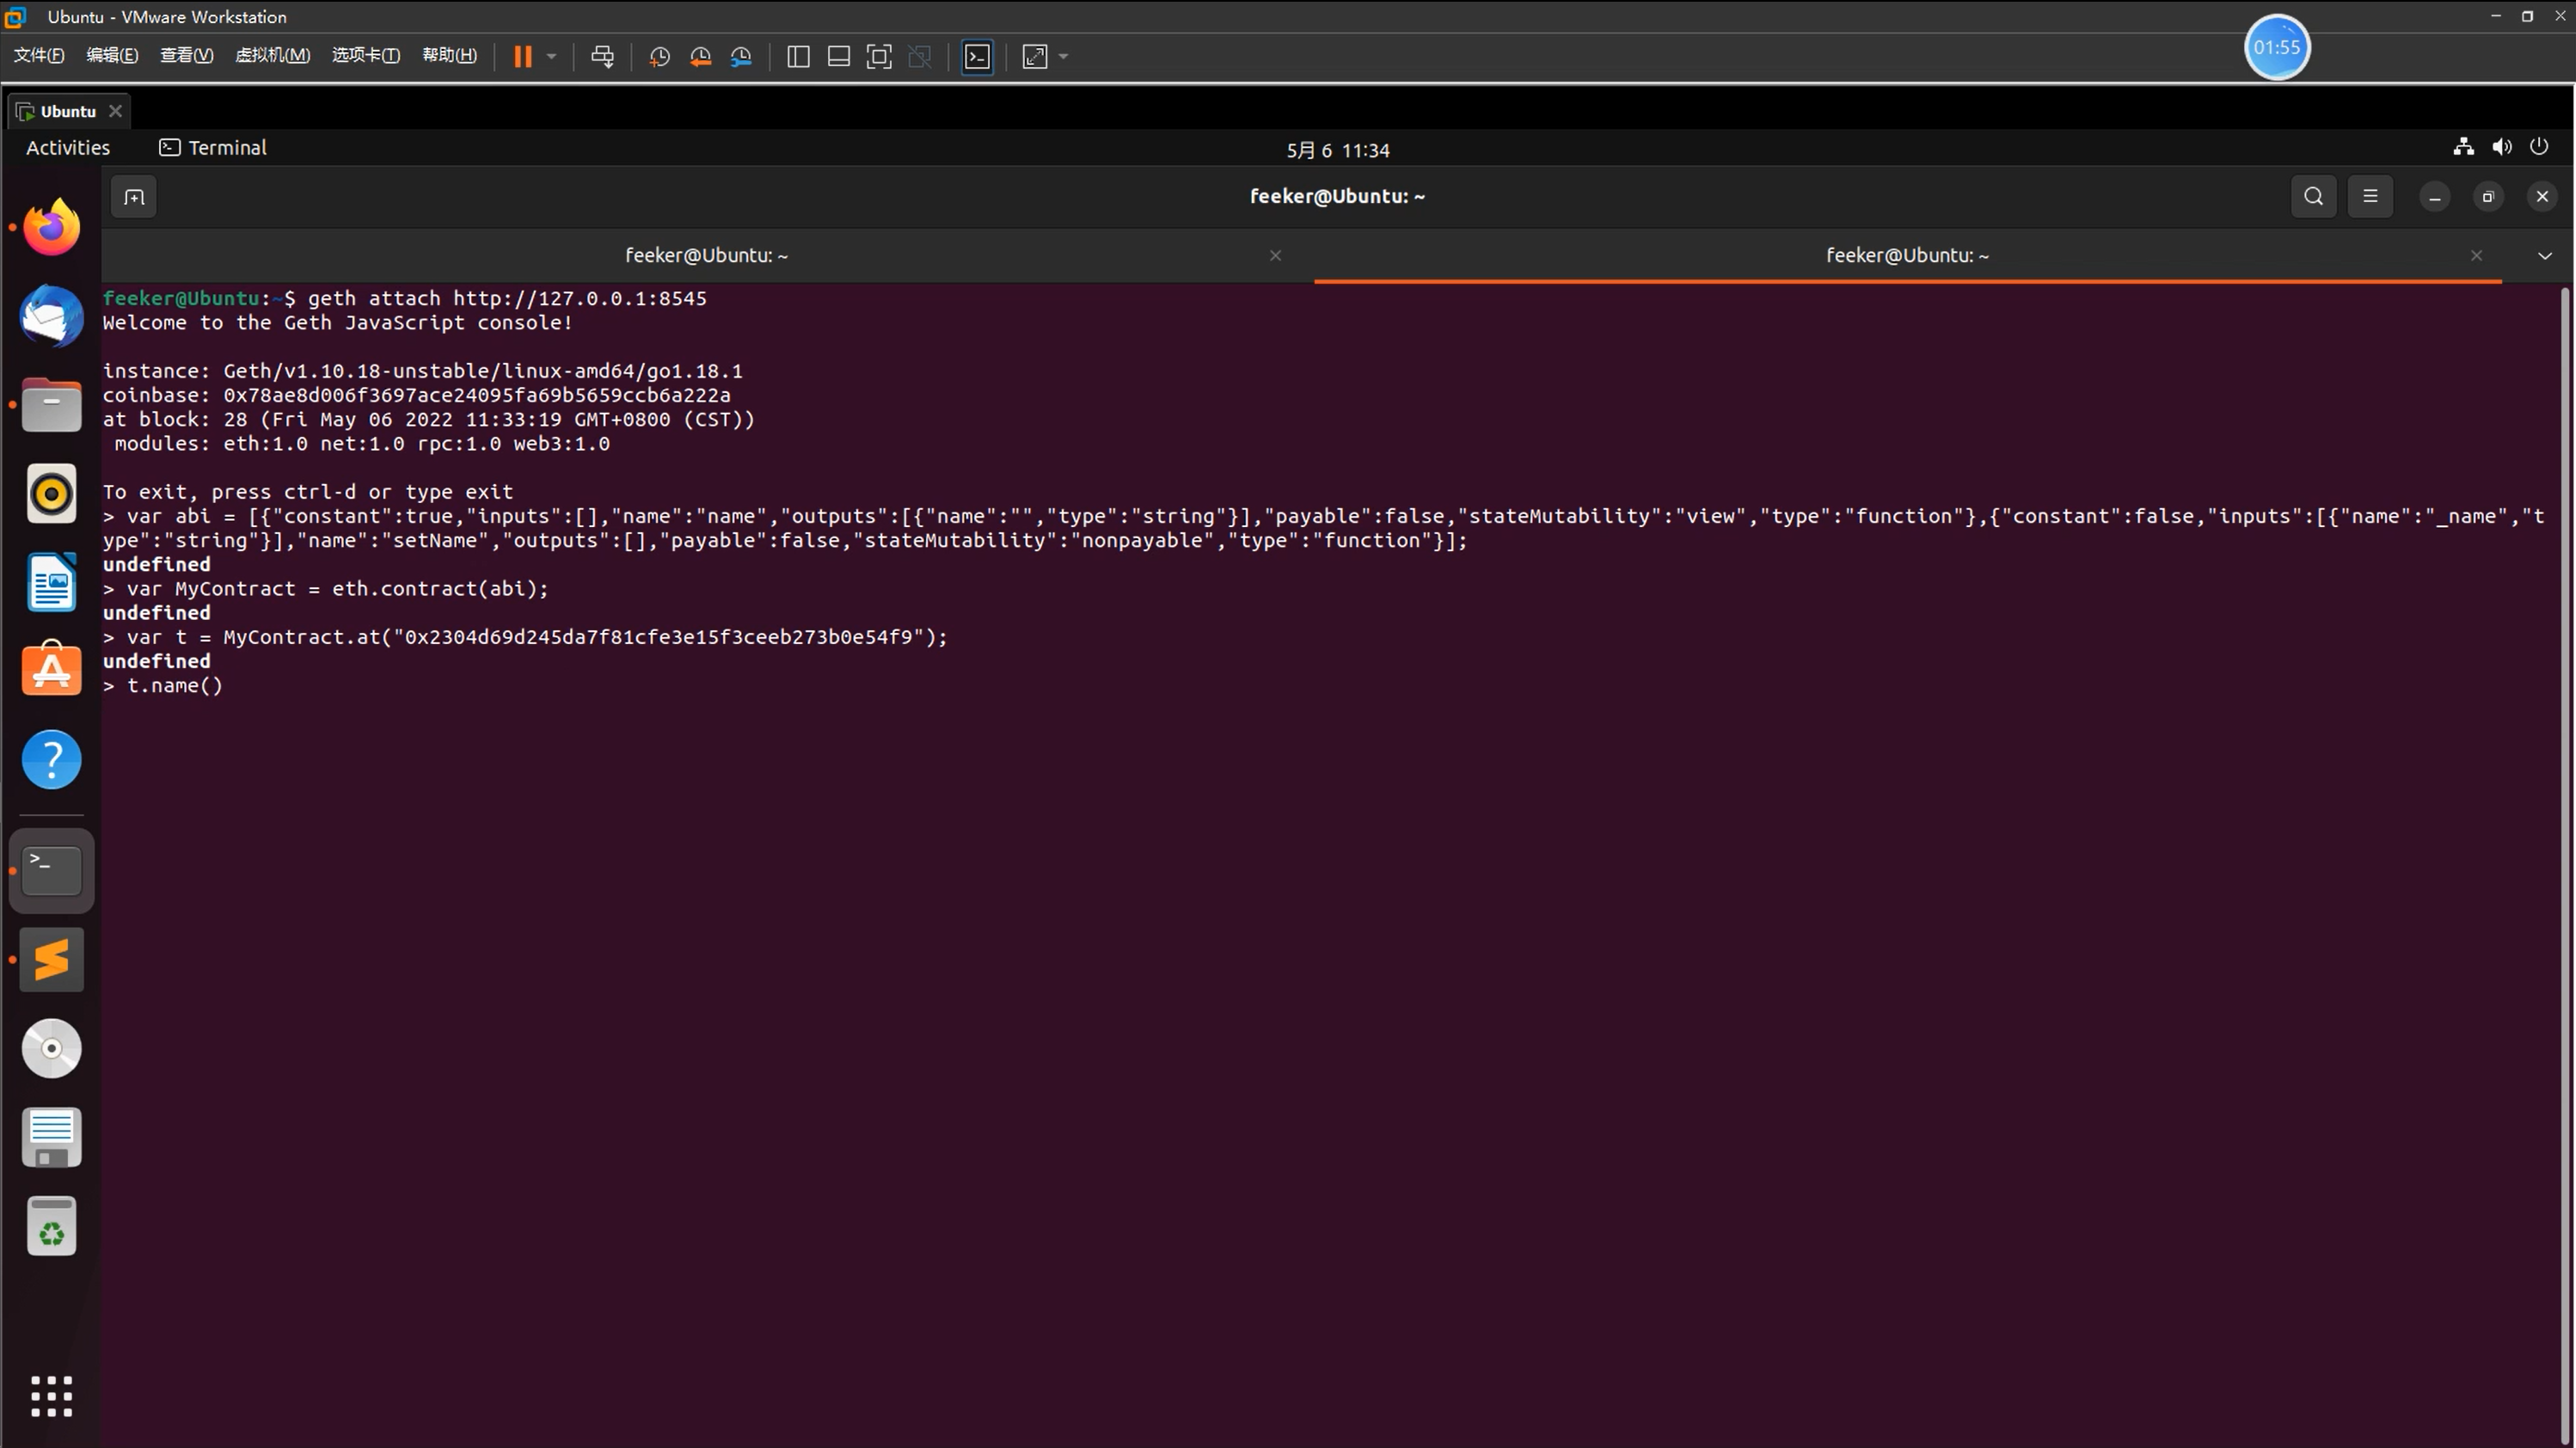 Ubuntu - VMware Workstation
文件(F) 编辑(E) 查看(V) 虚拟机(M) 选项卡(T) 帮助(H)
01:55
Ubuntu
Activities Terminal 5月 6 11:34
feeker@Ubuntu: ~
feeker@Ubuntu: ~ feeker@Ubuntu: ~
feeker@Ubuntu:~$ geth attach http://127.0.0.1:8545
Welcome to the Geth JavaScript console!
instance: Geth/v1.10.18-unstable/linux-amd64/go1.18.1
coinbase: 0x78ae8d006f3697ace24095fa69b5659ccb6a222a
at block: 28 (Fri May 06 2022 11:33:19 GMT+0800 (CST))
modules: eth:1.0 net:1.0 rpc:1.0 web3:1.0
To exit, press ctrl-d or type exit
> var abi = [{"constant":true,"inputs":[],"name":"name","outputs":[{"name":"","type":"string"}],"payable":false,"stateMutability":"view","type":"function"},{"constant":false,"inputs":[{"name":"_name","t
ype":"string"}],"name":"setName","outputs":[],"payable":false,"stateMutability":"nonpayable","type":"function"}];
undefined
> var MyContract = eth.contract(abi);
undefined
> var t = MyContract.at("0x2304d69d245da7f81cfe3e15f3ceeb273b0e54f9");
undefined
> t.name()